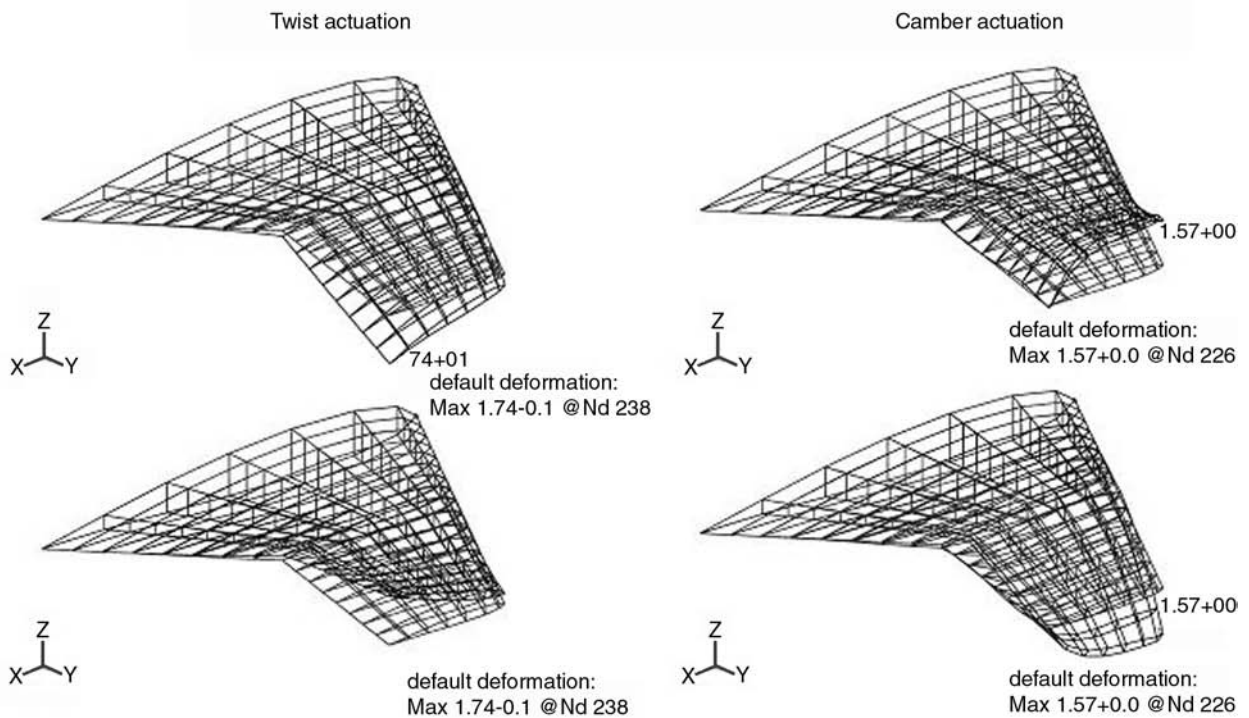 Twist actuation
Camber actuation
1.57+00
Z
X Y
74+01
default deformation:
Max 1.74-0.1 @Nd 238
Z
X Y
default deformation:
Max 1.57+0.0 @Nd 226
Z
X Y
default deformation:
Max 1.74-0.1 @Nd 238
1.57+00
Z
X Y
default deformation:
Max 1.57+0.0 @Nd 226